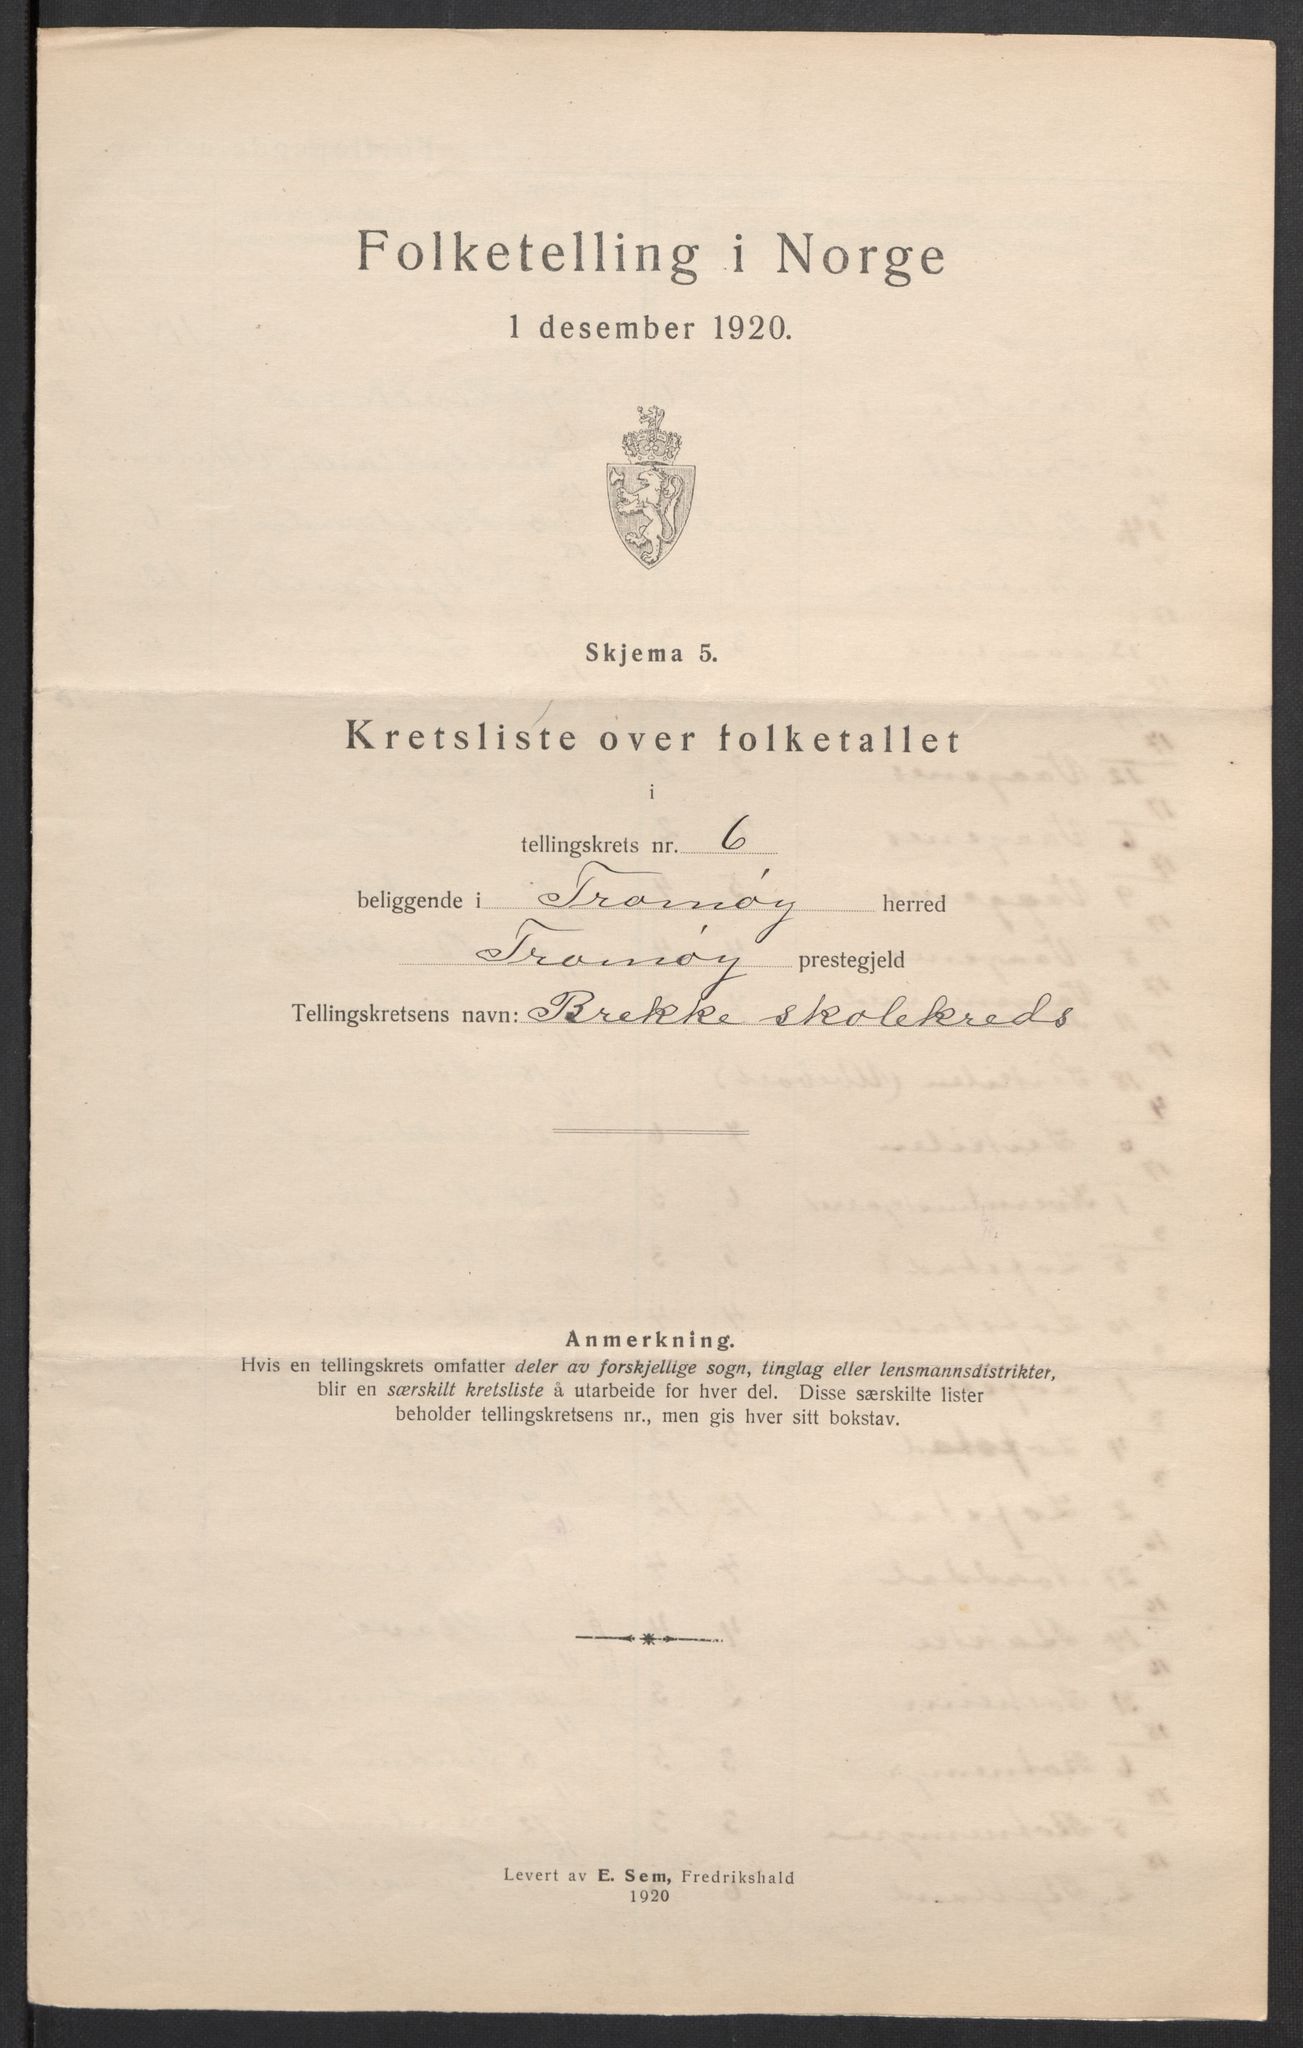 Folketelling i Norge
1 desember 1920.
Skjema 5.
Kretsliste over folketallet
i
tellingskrets nr. 6
beliggende i Tromøy herred
Tromøy prestegjeld
Tellingskretsens navn: Brekke skolekreds
Anmerkning.
Hvis en tellingskrets omfatter deler av forskjellige sogn, tinglag eller lensmannsdistrikter,
blir en særskilt kretsliste å utarbeide for hver del. Disse særskilte lister
beholder tellingskretsens nr., men gis hver sitt bokstav.
Levert av E. Sem, Fredrikshald
1920